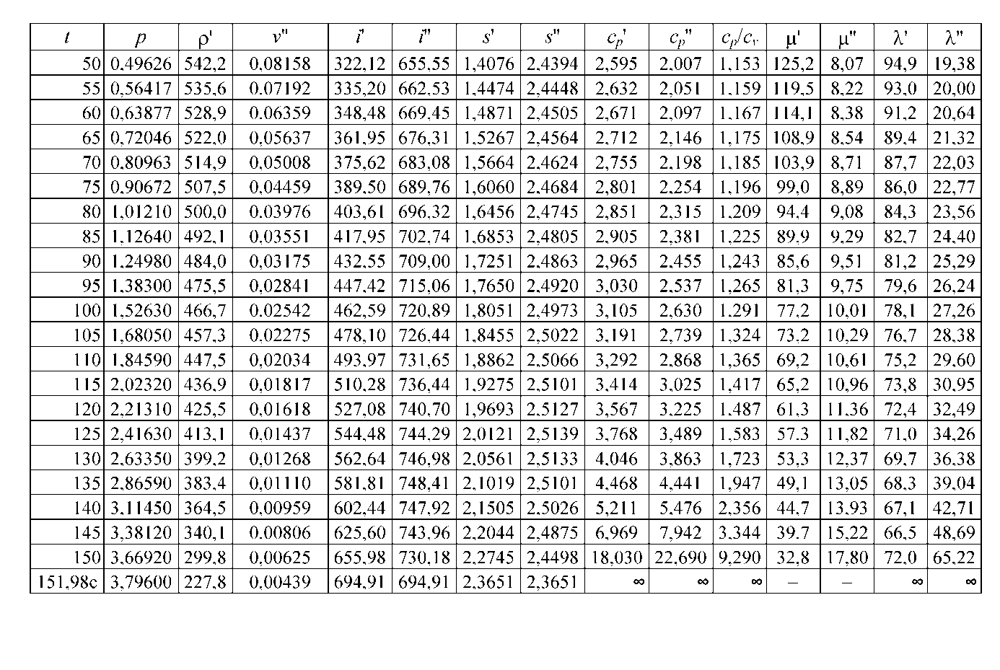 t p ρ' v" i' i" s' s" cp' cp" cp/cv μ' μ" λ' λ"
50 0,49626 542,2 0,08158 322,12 655,55 1,4076 2,4394 2,595 2,007 1,153 125,2 8,07 94,9 19,38
55 0,56417 535,6 0,07192 335,20 662,53 1,4474 2,4448 2,632 2,051 1,159 119,5 8,22 93,0 20,00
60 0,63877 528,9 0,06359 348,48 669,45 1,4871 2,4505 2,671 2,097 1,167 114,1 8,38 91,2 20,64
65 0,72046 522,0 0,05637 361,95 676,31 1,5267 2,4564 2,712 2,146 1,175 108,9 8,54 89,4 21,32
70 0,80963 514,9 0,05008 375,62 683,08 1,5664 2,4624 2,755 2,198 1,185 103,9 8,71 87,7 22,03
75 0,90672 507,5 0,04459 389,50 689,76 1,6060 2,4684 2,801 2,254 1,196 99,0 8,89 86,0 22,77
80 1,01210 500,0 0,03976 403,61 696,32 1,6456 2,4745 2,851 2,315 1,209 94,4 9,08 84,3 23,56
85 1,12640 492,1 0,03551 417,95 702,74 1,6853 2,4805 2,905 2,381 1,225 89,9 9,29 82,7 24,40
90 1,24980 484,0 0,03175 432,55 709,00 1,7251 2,4863 2,965 2,455 1,243 85,6 9,51 81,2 25,29
95 1,38300 475,5 0,02841 447,42 715,06 1,7650 2,4920 3,030 2,537 1,265 81,3 9,75 79,6 26,24
100 1,52630 466,7 0,02542 462,59 720,89 1,8051 2,4973 3,105 2,630 1,291 77,2 10,01 78,1 27,26
105 1,68050 457,3 0,02275 478,10 726,44 1,8455 2,5022 3,191 2,739 1,324 73,2 10,29 76,7 28,38
110 1,84590 447,5 0,02034 493,97 731,65 1,8862 2,5066 3,292 2,868 1,365 69,2 10,61 75,2 29,60
115 2,02320 436,9 0,01817 510,28 736,44 1,9275 2,5101 3,414 3,025 1,417 65,2 10,96 73,8 30,95
120 2,21310 425,5 0,01618 527,08 740,70 1,9693 2,5127 3,567 3,225 1,487 61,3 11,36 72,4 32,49
125 2,41630 413,1 0,01437 544,48 744,29 2,0121 2,5139 3,768 3,489 1,583 57,3 11,82 71,0 34,26
130 2,63350 399,2 0,01268 562,64 746,98 2,0561 2,5133 4,046 3,863 1,723 53,3 12,37 69,7 36,38
135 2,86590 383,4 0,01110 581,81 748,41 2,1019 2,5101 4,468 4,441 1,947 49,1 13,05 68,3 39,04
140 3,11450 364,5 0,00959 602,44 747,92 2,1505 2,5026 5,211 5,476 2,356 44,7 13,93 67,1 42,71
145 3,38120 340,1 0,00806 625,60 743,96 2,2044 2,4875 6,969 7,942 3,344 39,7 15,22 66,5 48,69
150 3,66920 299,8 0,00625 655,98 730,18 2,2745 2,4498 18,030 22,690 9,290 32,8 17,80 72,0 65,22
151,98c 3,79600 227,8 0,00439 694,91 694,91 2,3651 2,3651 ∞ ∞ ∞ – – ∞ ∞